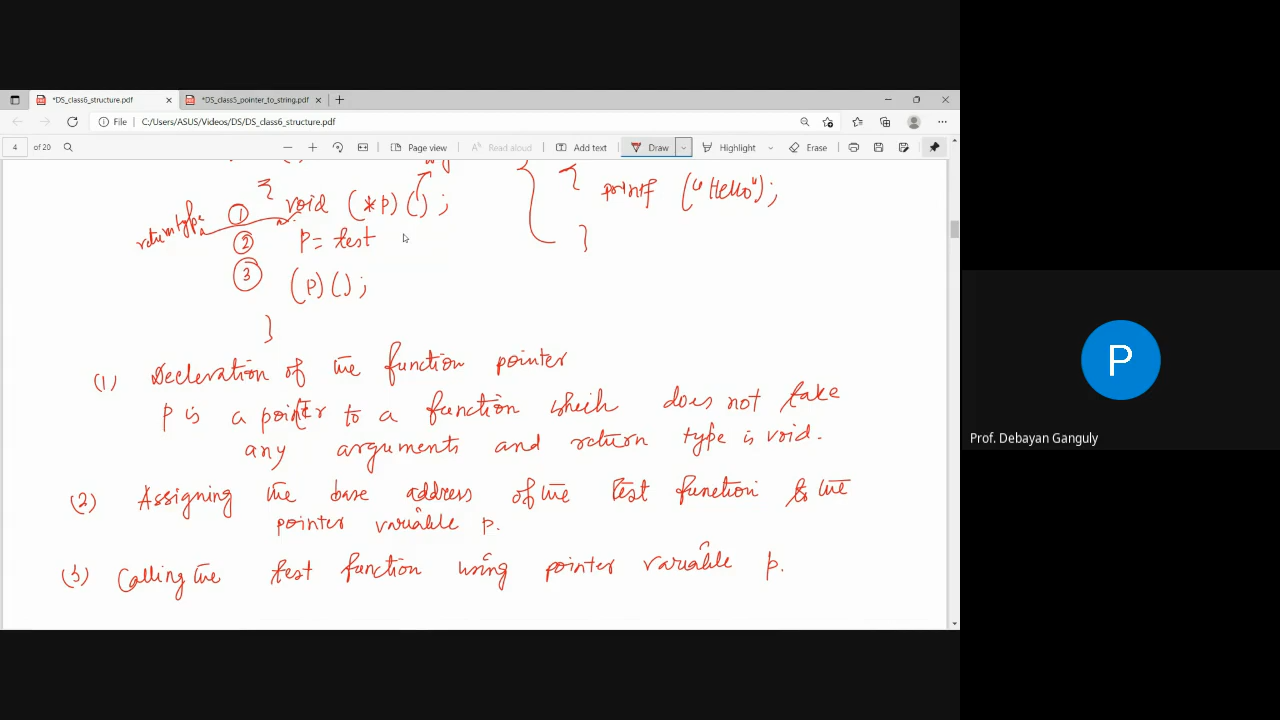 *DS_class6_structure.pdf
*DS_class5_pointer_to_string.pdf
File C:/Users/ASUS/Videos/DS/DS_class6_structure.pdf
4 of 20 Page view Read aloud Add text Draw Highlight Erase
{ {
void (*p)(); printf ("Hello");
return type
1
2 p = test }
3 (p)();
}
(1) Decleration of the function pointer
p is a pointer to a function which does not take
any arguments and return type is void.
(2) Assigning the base address of the test function to the
pointer variable p.
(3) Calling the test function using pointer variable p.
P
Prof. Debayan Ganguly